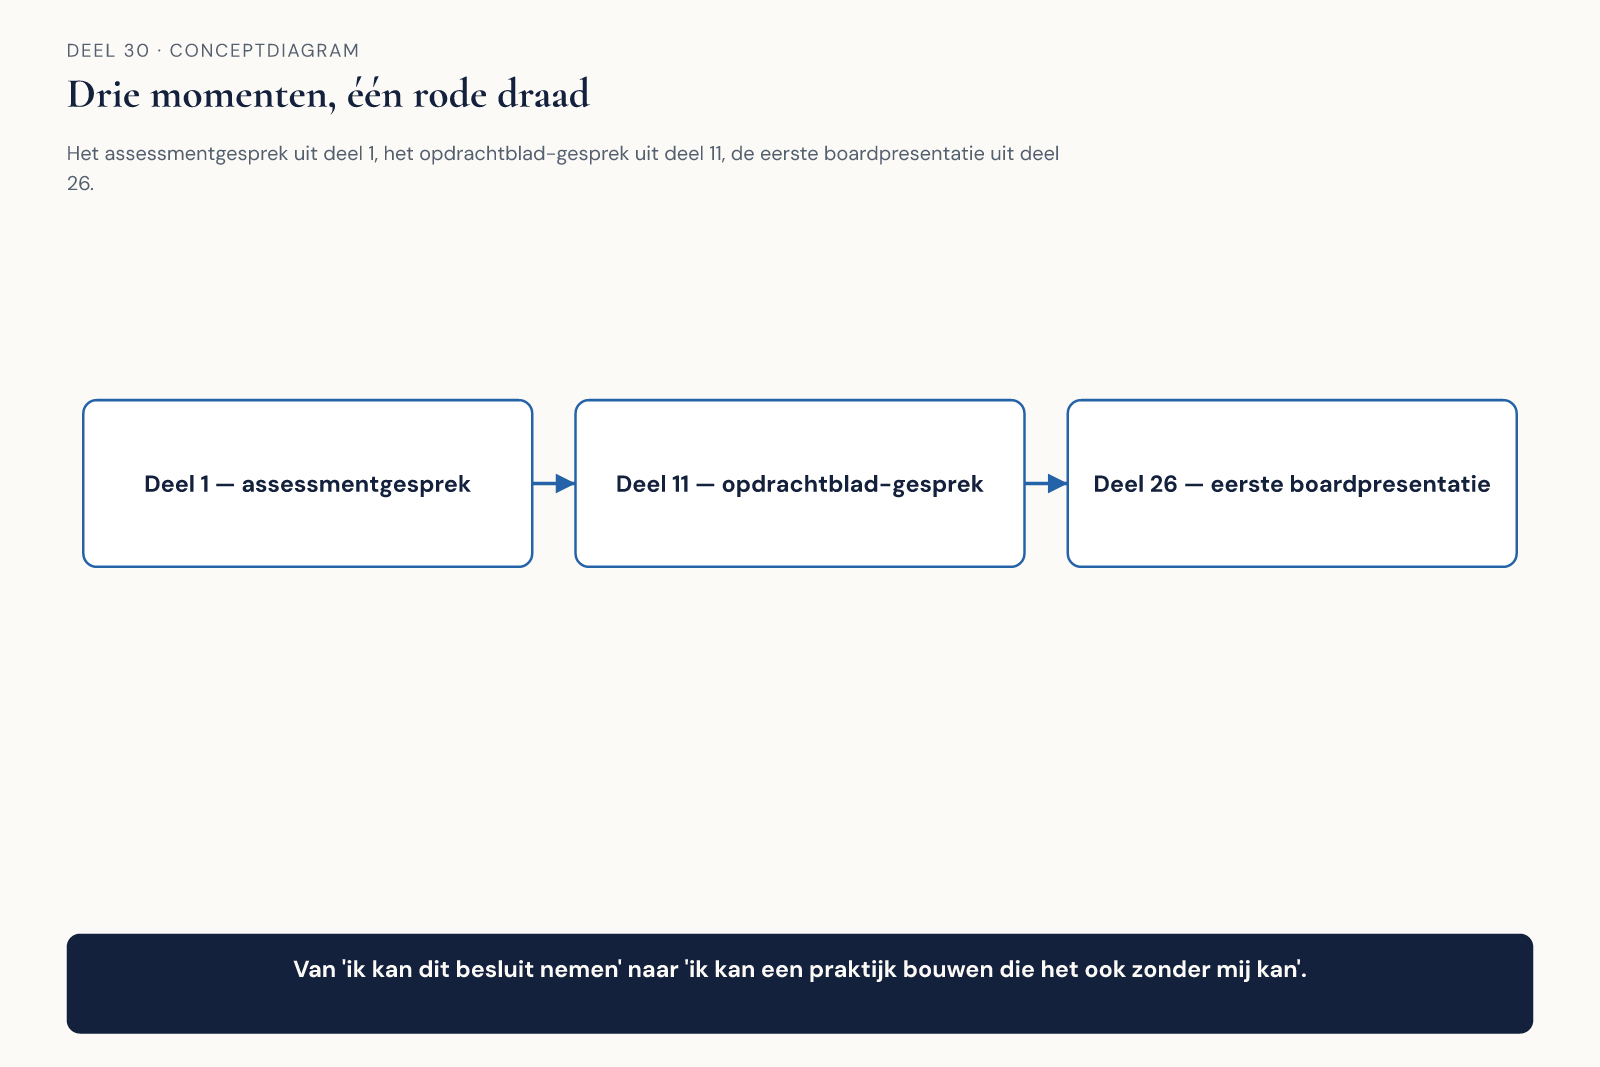 DEEL 30 · CONCEPTDIAGRAM
Drie momenten, één rode draad
Het assessmentgesprek uit deel 1, het opdrachtblad-gesprek uit deel 11, de eerste boardpresentatie uit deel
26.
Deel 1 — assessmentgesprek
Deel 11 — opdrachtblad-gesprek
Deel 26 — eerste boardpresentatie
Van 'ik kan dit besluit nemen' naar 'ik kan een praktijk bouwen die het ook zonder mij kan'.